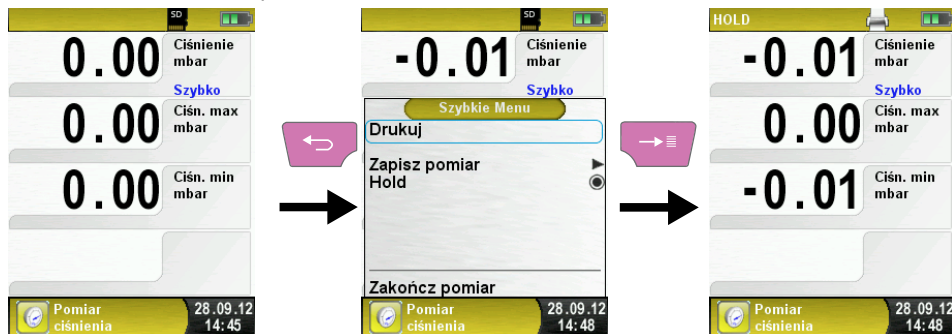 SD
0.00 Ciśnienie
mbar
Szybko
0.00 Ciśn. max
mbar
0.00 Ciśn. min
mbar
Pomiar
ciśnienia
28.09.12
14:45
SD
-0.01 Ciśnienie
mbar
Szybko
Szybkie Menu
Drukuj
Zapisz pomiar
Hold
Zakończ pomiar
Pomiar
ciśnienia
28.09.12
14:48
HOLD
-0.01 Ciśnienie
mbar
Szybko
0.00 Ciśn. max
mbar
-0.01 Ciśn. min
mbar
Pomiar
ciśnienia
28.09.12
14:48